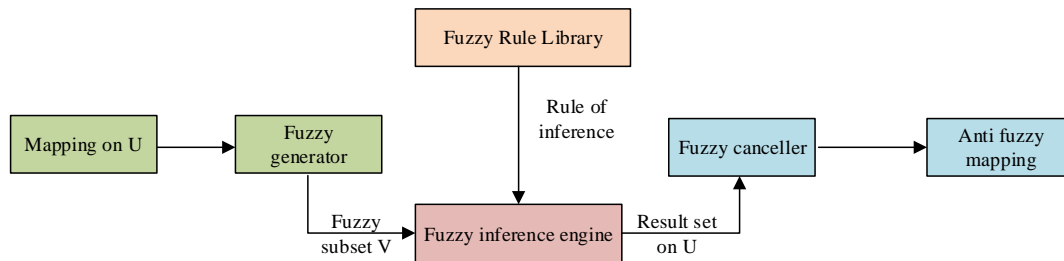 Fuzzy Rule Library
Rule of
inference
Mapping on U
Fuzzy
generator
Fuzzy canceller
Anti fuzzy
mapping
Fuzzy
subset V
Fuzzy inference engine
Result set
on U